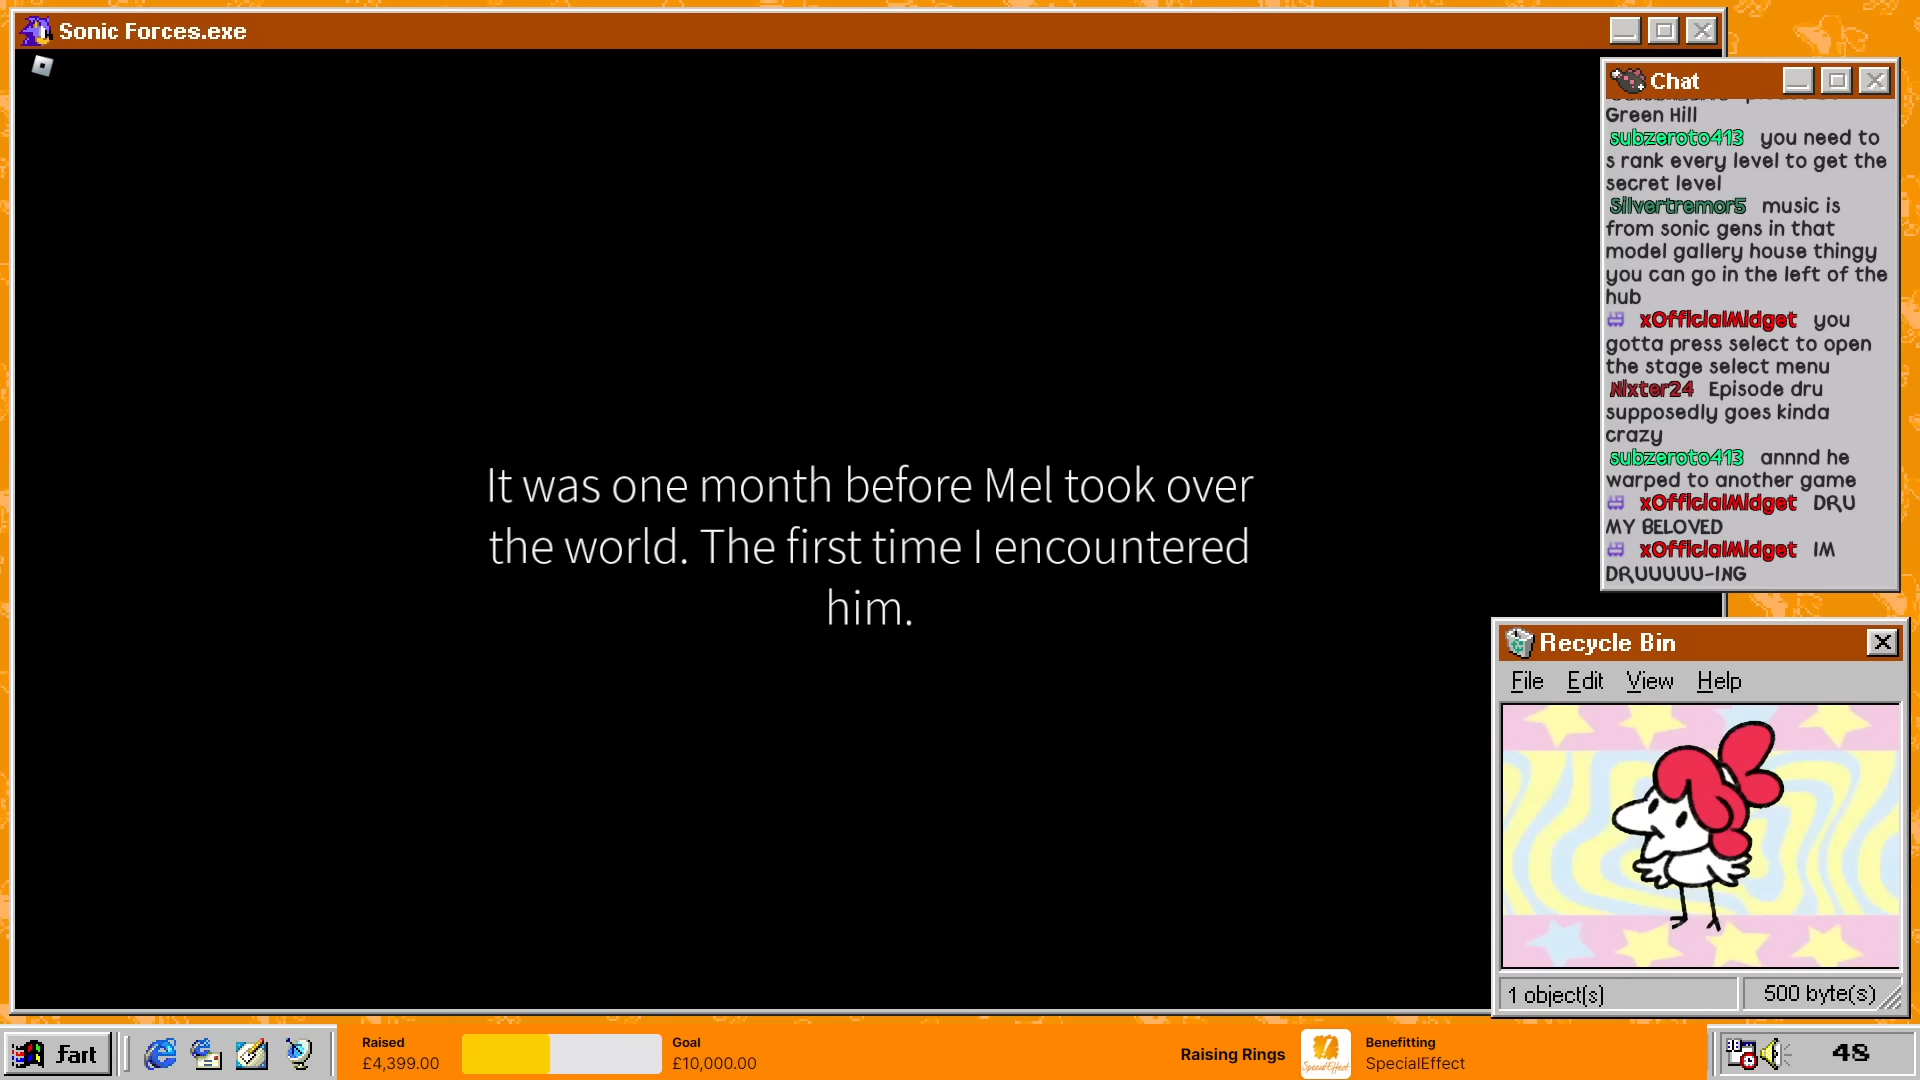 Sonic Forces.exe
It was one month before Mel took over
the world. The first time I encountered
him.
Chat
Green Hill
subzeroto413 you need to
s rank every level to get the
secret level
Silvertremor5 music is
from sonic gens in that
model gallery house thingy
you can go in the left of the
hub
xOfficialMidget you
gotta press select to open
the stage select menu
Nixter24 Episode dru
supposedly goes kinda
crazy
subzeroto413 annnd he
warped to another game
xOfficialMidget DRU
MY BELOVED
xOfficialMidget IM
DRUUUUU-ING
Recycle Bin
File Edit View Help
1 object(s) 500 byte(s)
Fart
Raised
£4,399.00
Goal
£10,000.00
Raising Rings
SpecialEffect
Benefitting
SpecialEffect
48